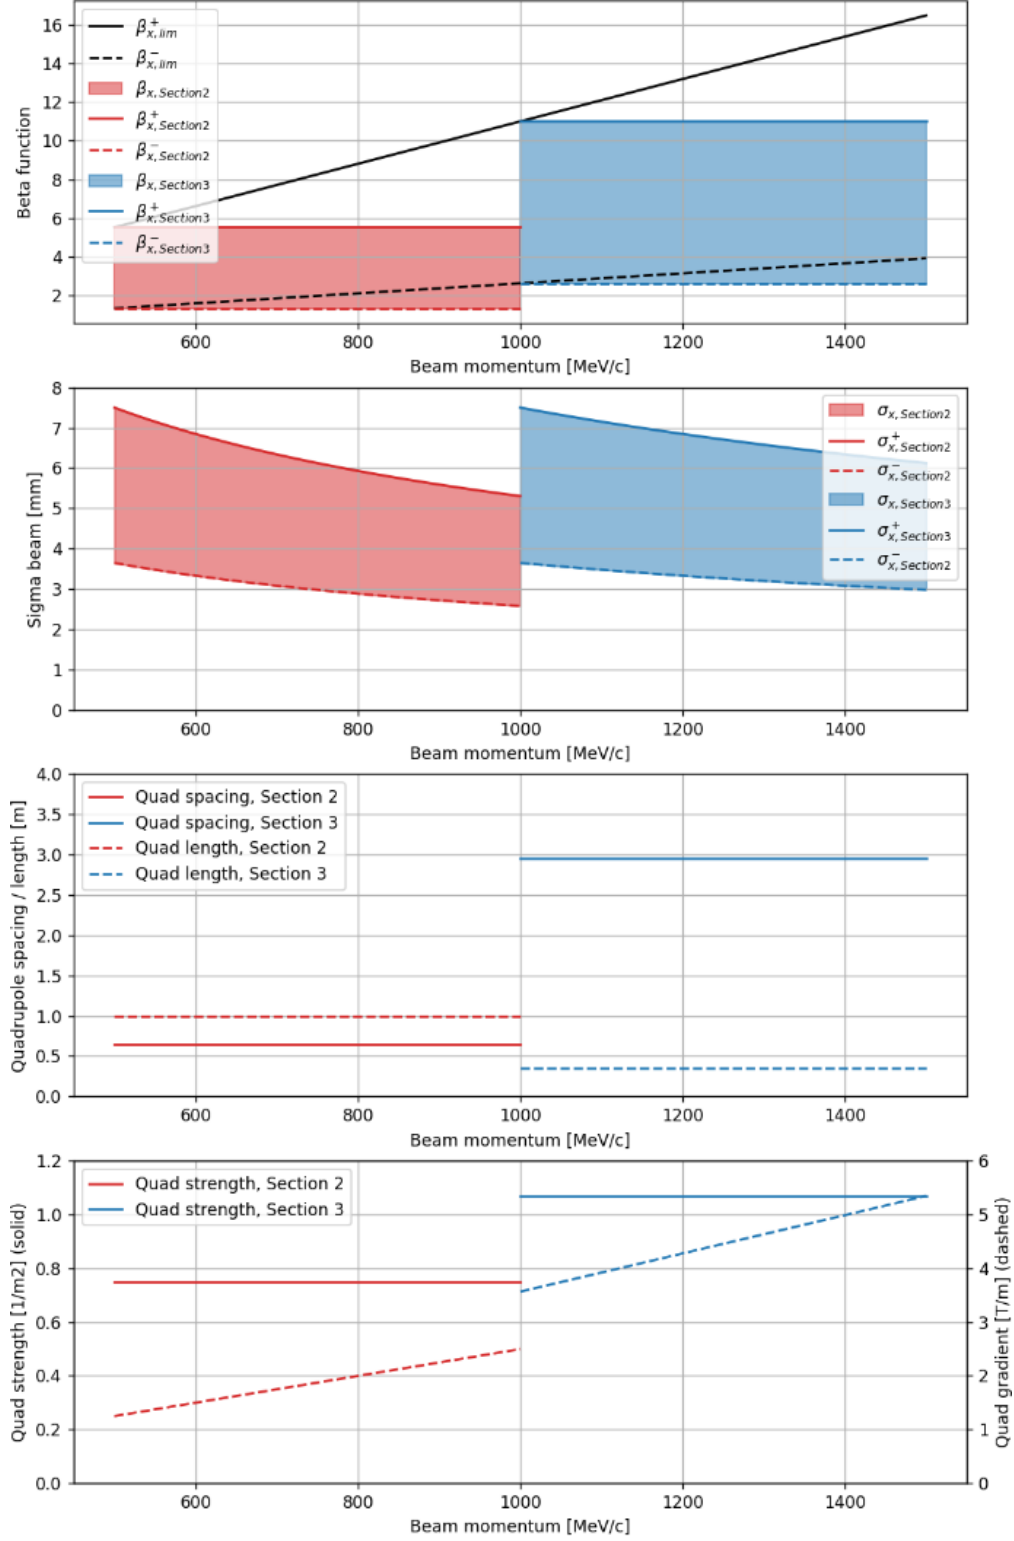 16
14
12
10
8
6
4
2
Beta function
β⁺x,lim
β⁻x,lim
βx,Section2
β⁺x,Section2
β⁻x,Section2
βx,Section3
β⁺x,Section3
β⁻x,Section3
600 800 1000 1200 1400
Beam momentum [MeV/c]
8
7
6
5
4
3
2
1
0
Sigma beam [mm]
σx,Section2
σ⁺x,Section2
σ⁻x,Section2
σx,Section3
σ⁺x,Section3
σ⁻x,Section2
600 800 1000 1200 1400
Beam momentum [MeV/c]
4.0
3.5
3.0
2.5
2.0
1.5
1.0
0.5
0.0
Quadrupole spacing / length [m]
Quad spacing, Section 2
Quad spacing, Section 3
Quad length, Section 2
Quad length, Section 3
600 800 1000 1200 1400
Beam momentum [MeV/c]
1.2
1.0
0.8
0.6
0.4
0.2
0.0
Quad strength [1/m2] (solid)
Quad strength, Section 2
Quad strength, Section 3
6
5
4
3
2
1
0
Quad gradient [T/m] (dashed)
600 800 1000 1200 1400
Beam momentum [MeV/c]